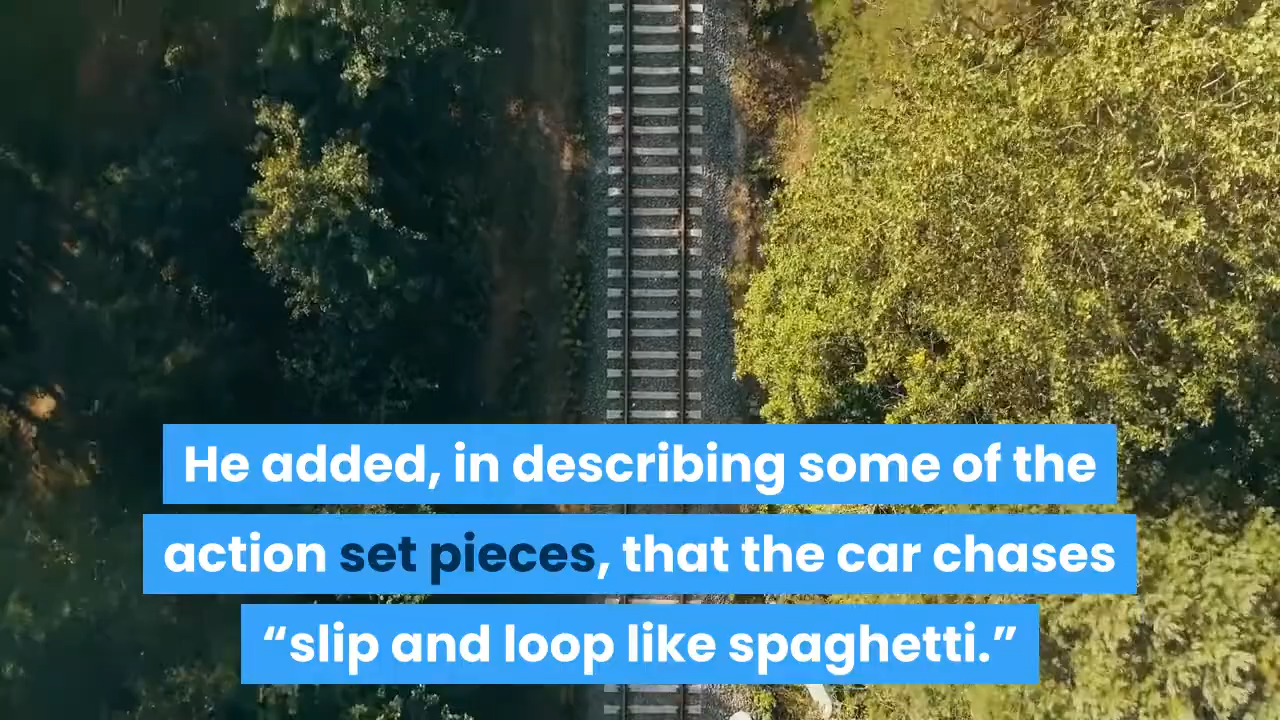 He added, in describing some of the
action set pieces, that the car chases
“slip and loop like spaghetti.”